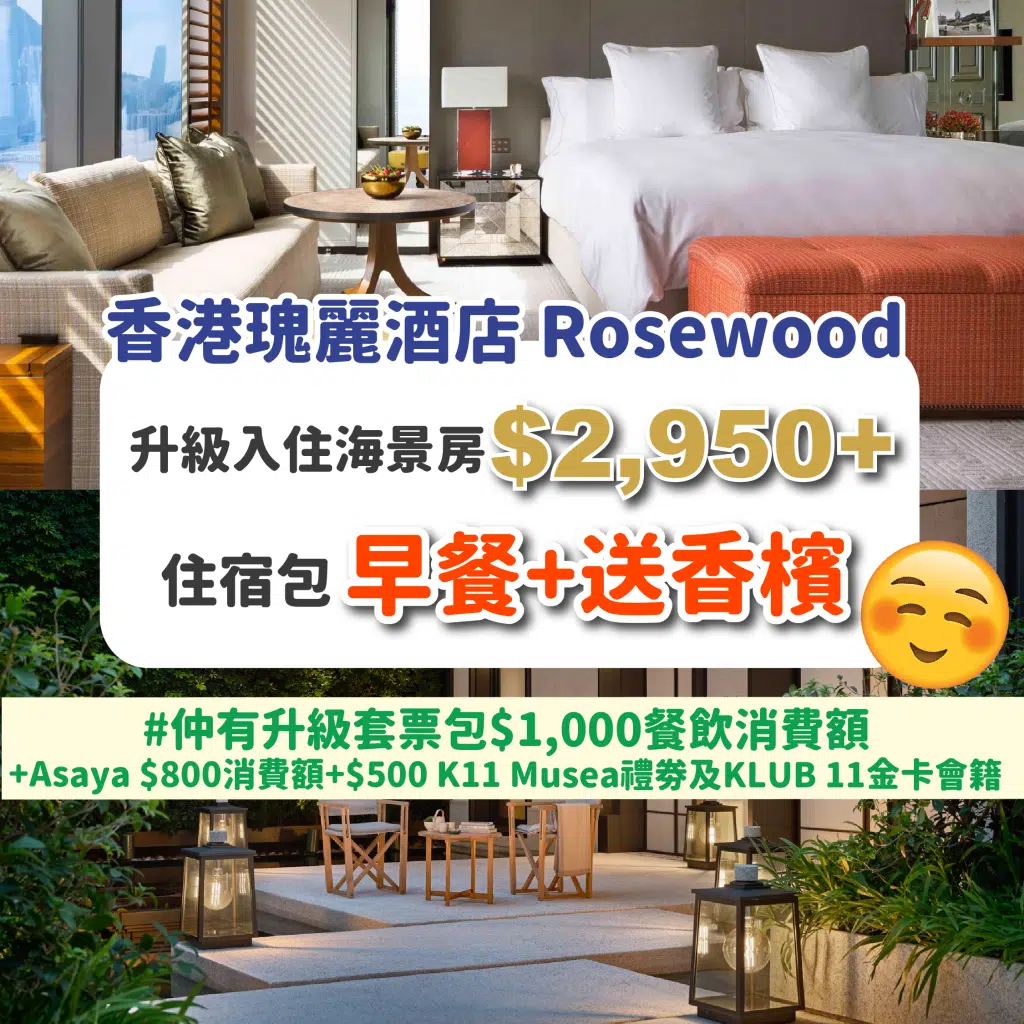 香港瑰麗酒店 Rosewood
升級入住海景房$2,950+
住宿包 早餐+送香檳
#仲有升級套票包$1,000餐飲消費額
+Asaya $800消費額+$500 K11 Musea禮券及KLUB 11金卡會籍